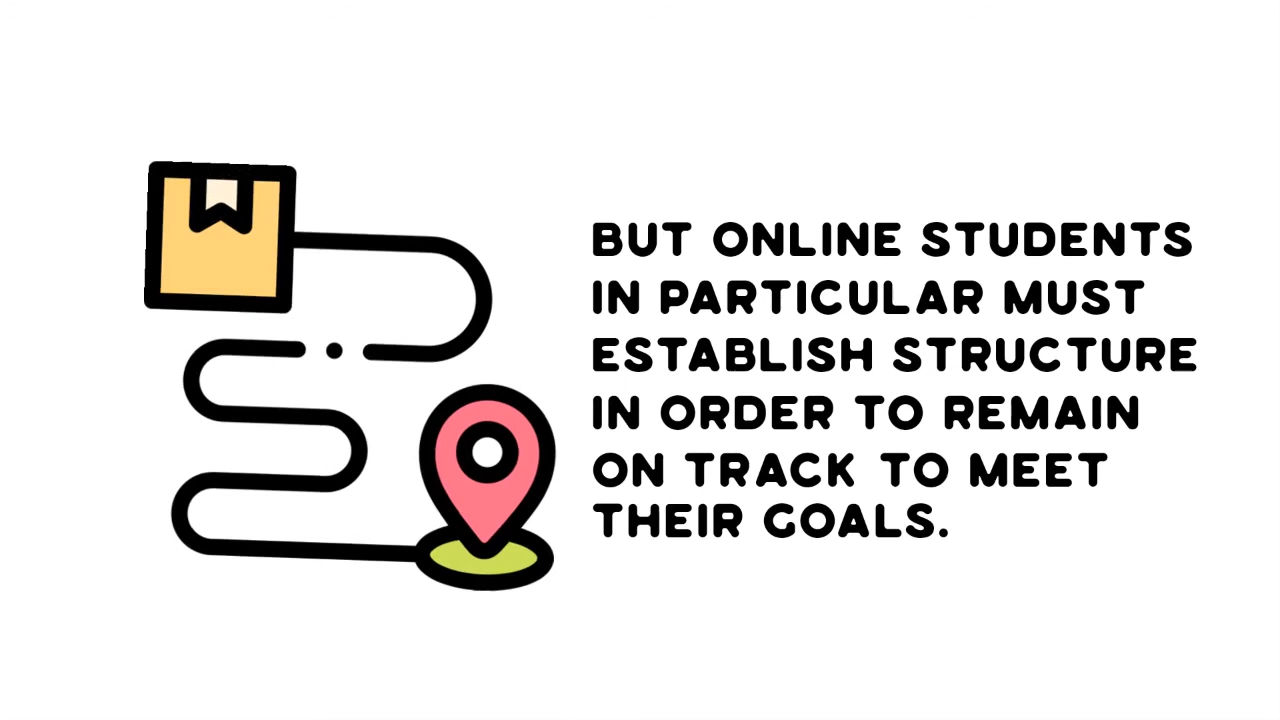 BUT ONLINE STUDENTS
IN PARTICULAR MUST
ESTABLISH STRUCTURE
IN ORDER TO REMAIN
ON TRACK TO MEET
THEIR GOALS.